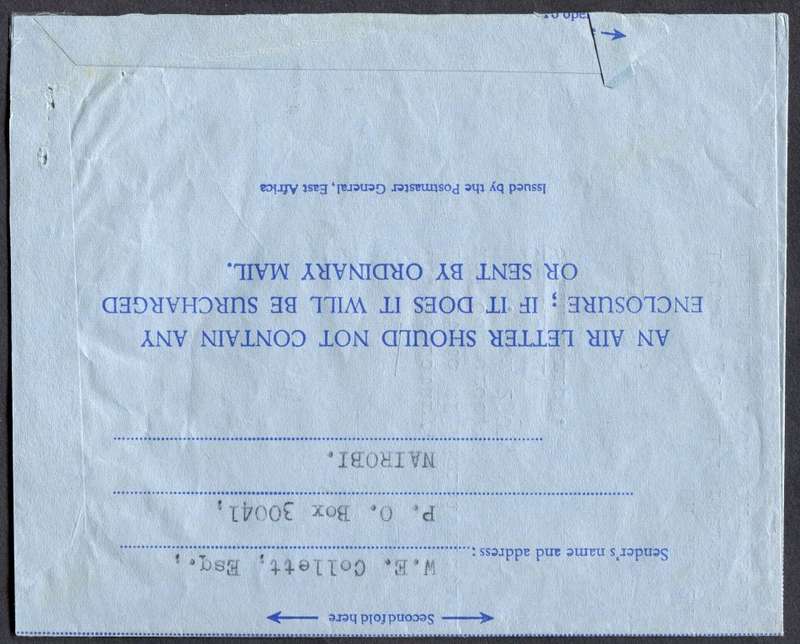 Second fold here
Sender's name and address:
W.E. Collett, Esq.,
P. O. Box 30041,
NAIROBI.
AN AIR LETTER SHOULD NOT CONTAIN ANY
ENCLOSURE; IF IT DOES IT WILL BE SURCHARGED
OR SENT BY ORDINARY MAIL.
Issued by the Postmaster General, East Africa